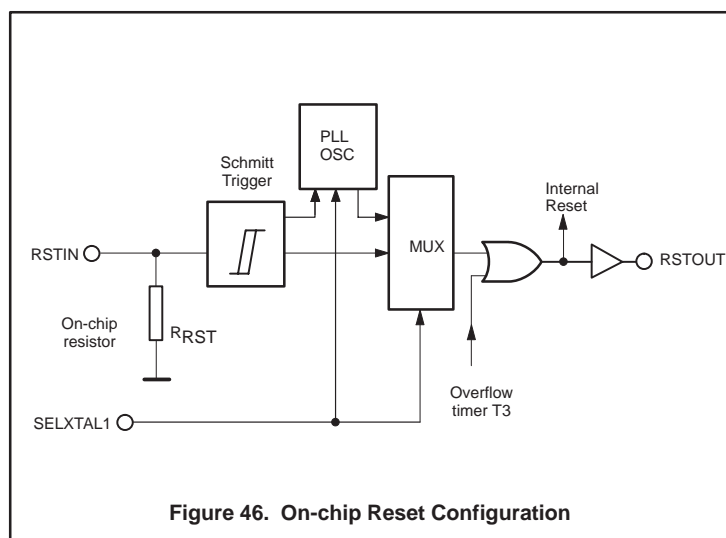 PLL
OSC
Schmitt
Trigger
Internal
Reset
MUX
RSTIN
RSTOUT
On-chip
resistor
RRST
Overflow
timer T3
SELXTAL1
Figure 46. On-chip Reset Configuration